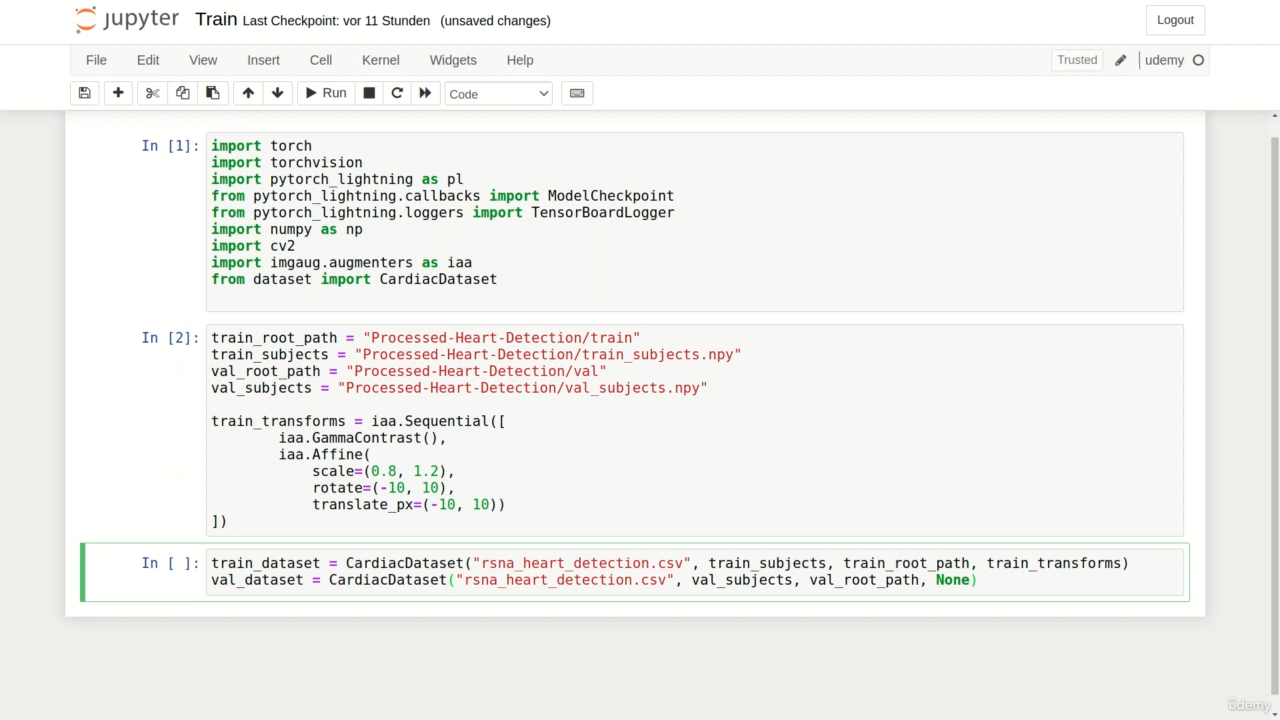 jupyter Train Last Checkpoint: vor 11 Stunden (unsaved changes) Logout
File Edit View Insert Cell Kernel Widgets Help Trusted udemy
Run Code
In [1]: import torch
import torchvision
import pytorch_lightning as pl
from pytorch_lightning.callbacks import ModelCheckpoint
from pytorch_lightning.loggers import TensorBoardLogger
import numpy as np
import cv2
import imgaug.augmenters as iaa
from dataset import CardiacDataset
In [2]: train_root_path = "Processed-Heart-Detection/train"
train_subjects = "Processed-Heart-Detection/train_subjects.npy"
val_root_path = "Processed-Heart-Detection/val"
val_subjects = "Processed-Heart-Detection/val_subjects.npy"
train_transforms = iaa.Sequential([
iaa.GammaContrast(),
iaa.Affine(
scale=(0.8, 1.2),
rotate=(-10, 10),
translate_px=(-10, 10))
])
In [ ]: train_dataset = CardiacDataset("rsna_heart_detection.csv", train_subjects, train_root_path, train_transforms)
val_dataset = CardiacDataset("rsna_heart_detection.csv", val_subjects, val_root_path, None)
ûdemy